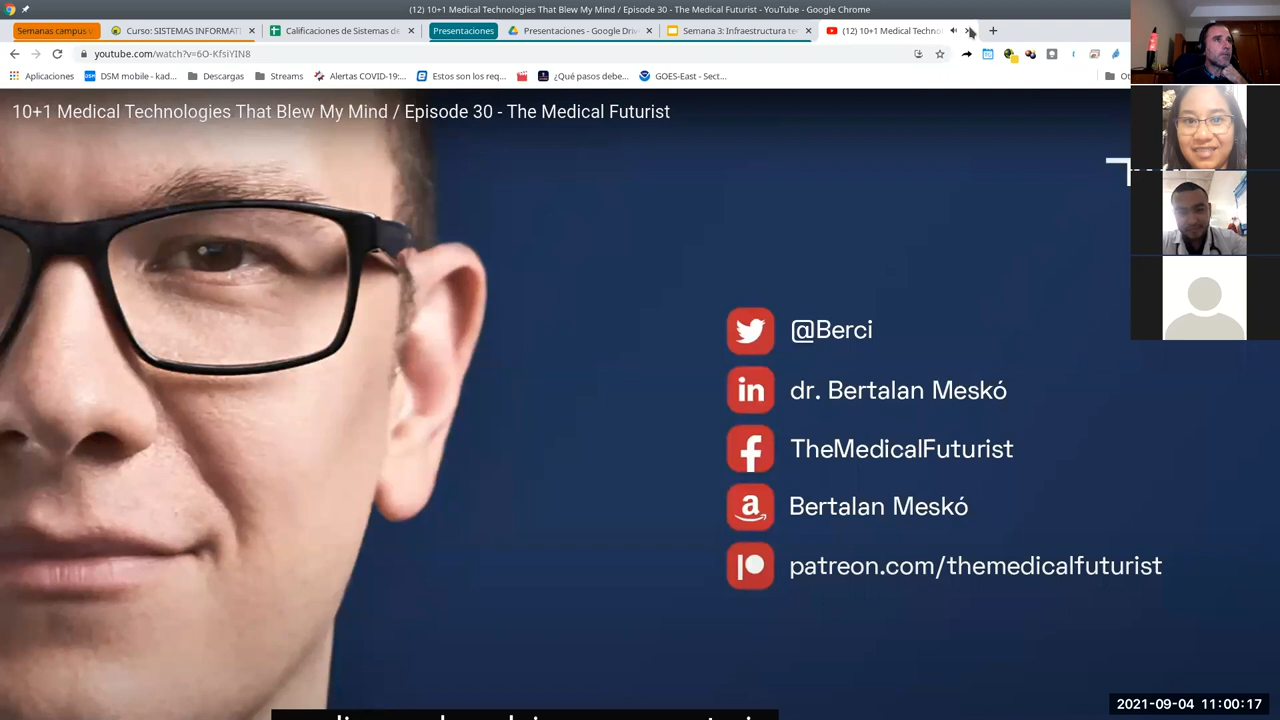 (12) 10+1 Medical Technologies That Blew My Mind / Episode 30 - The Medical Futurist - YouTube - Google Chrome
Semanas campus v
Curso: SISTEMAS INFORMATI
Calificaciones de Sistemas de
Presentaciones
Presentaciones - Google Driv
Semana 3: Infraestructura te
(12) 10+1 Medical Technol
youtube.com/watch?v=6O-KfsiYIN8
Aplicaciones
DSM mobile - kad...
Descargas
Streams
Alertas COVID-19:...
Estos son los req...
¿Qué pasos debe...
GOES-East - Sect...
10+1 Medical Technologies That Blew My Mind / Episode 30 - The Medical Futurist
@Berci
dr. Bertalan Meskó
TheMedicalFuturist
Bertalan Meskó
patreon.com/themedicalfuturist
2021-09-04 11:00:17